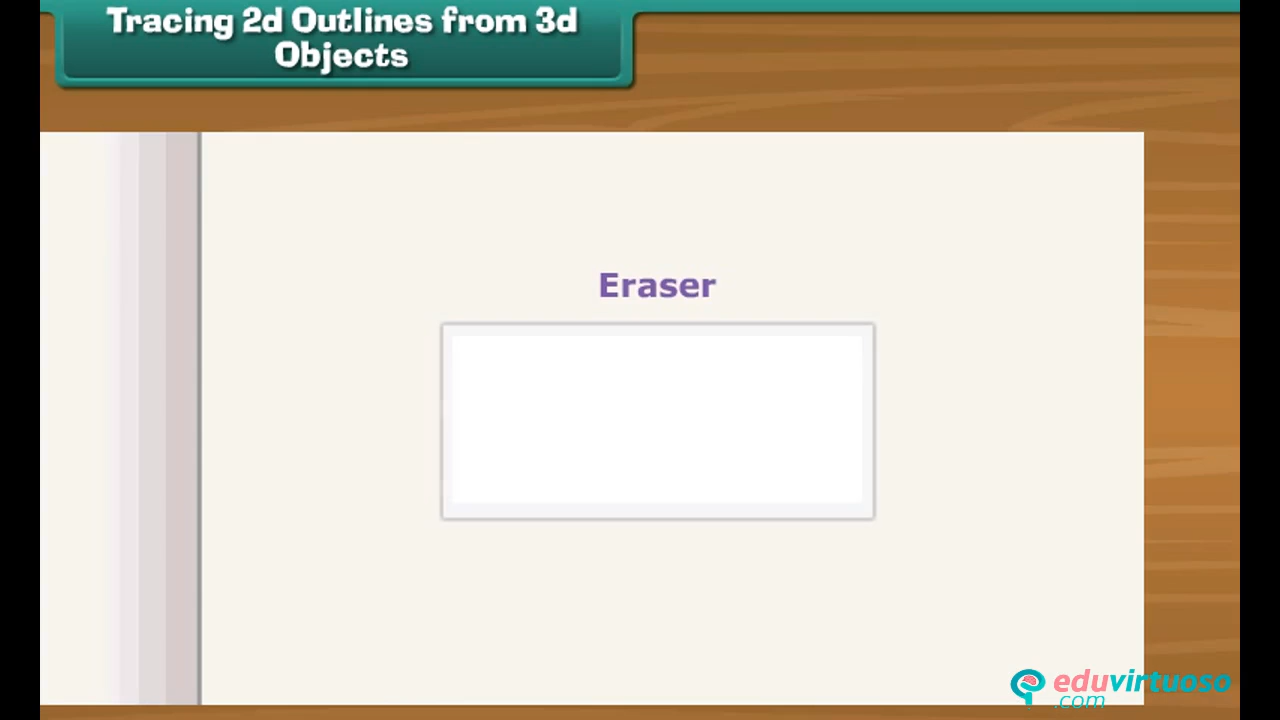 Tracing 2d Outlines from 3d
Objects
Eraser
eduvirtuoso
.com